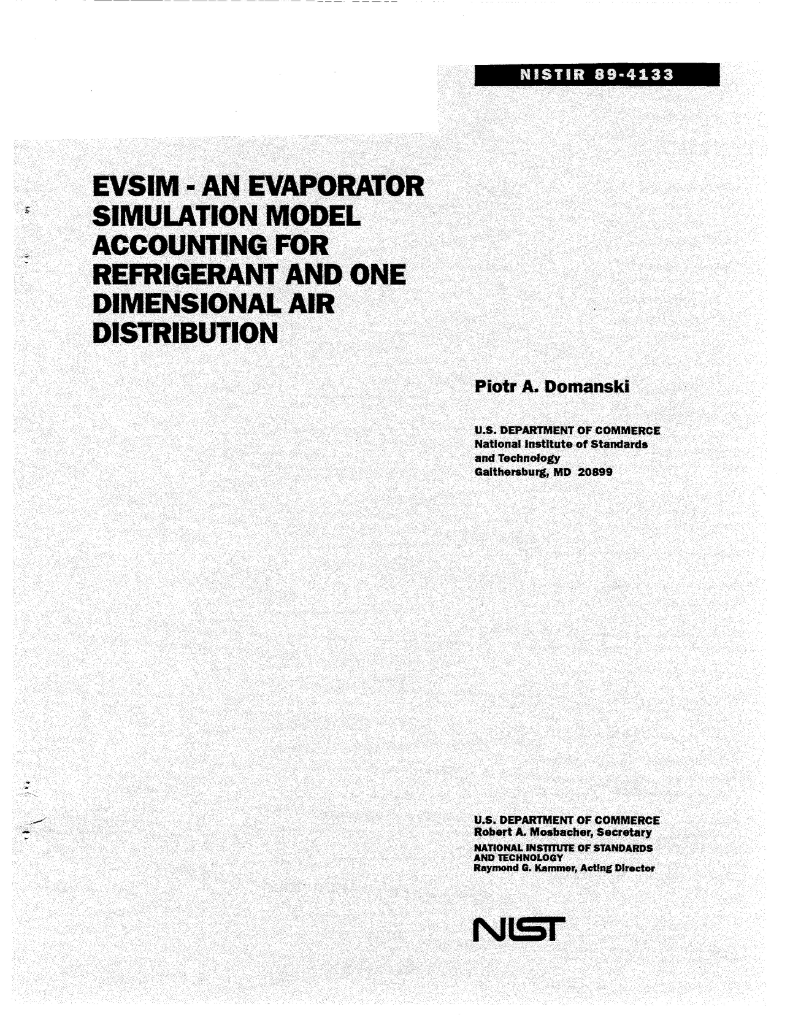 NISTIR 89-4133
EVSIM - AN EVAPORATOR
SIMULATION MODEL
ACCOUNTING FOR
REFRIGERANT AND ONE
DIMENSIONAL AIR
DISTRIBUTION
Piotr A. Domanski
U.S. DEPARTMENT OF COMMERCE
National Institute of Standards
and Technology
Gaithersburg, MD 20899
U.S. DEPARTMENT OF COMMERCE
Robert A. Mosbacher, Secretary
NATIONAL INSTITUTE OF STANDARDS
AND TECHNOLOGY
Raymond G. Kammer, Acting Director
NIST